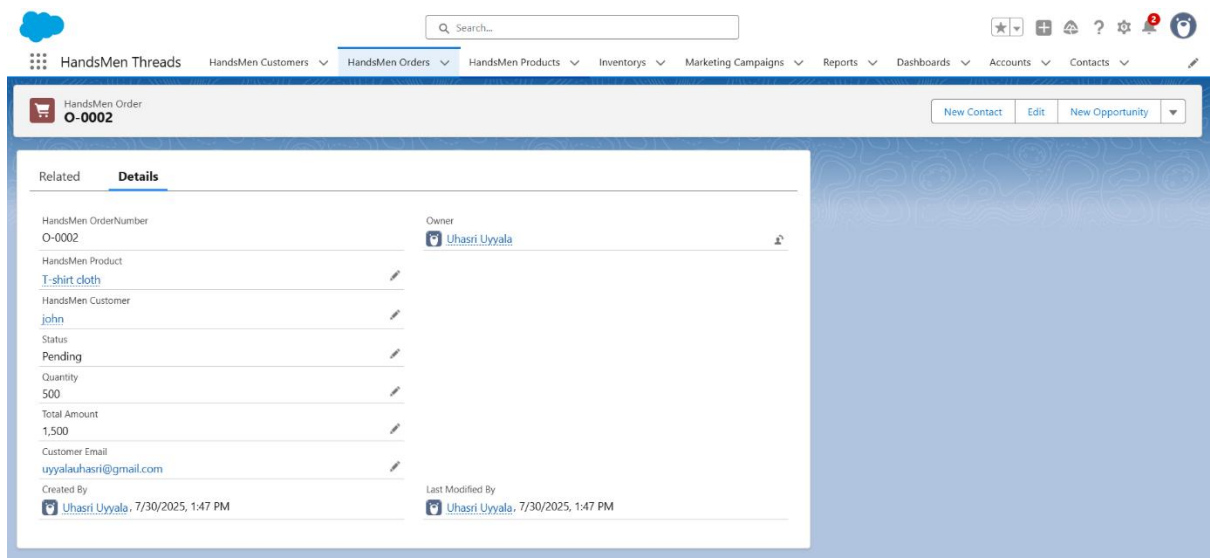 Search...
2
HandsMen Threads HandsMen Customers HandsMen Orders HandsMen Products Inventorys Marketing Campaigns Reports Dashboards Accounts Contacts
HandsMen Order
O-0002
New Contact Edit New Opportunity
Related Details
HandsMen OrderNumber Owner
O-0002 Uhasri Uyyala
HandsMen Product
T-shirt cloth
HandsMen Customer
john
Status
Pending
Quantity
500
Total Amount
1,500
Customer Email
uyyalauhasri@gmail.com
Created By Last Modified By
Uhasri Uyyala, 7/30/2025, 1:47 PM Uhasri Uyyala, 7/30/2025, 1:47 PM